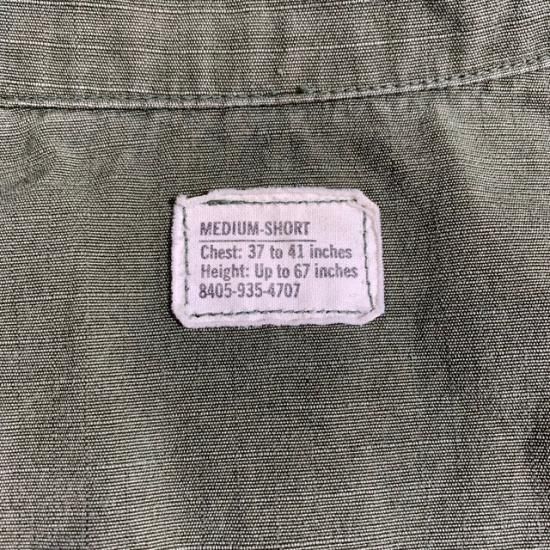 MEDIUM-SHORT
Chest: 37 to 41 inches
Height: Up to 67 inches
8405-935-4707